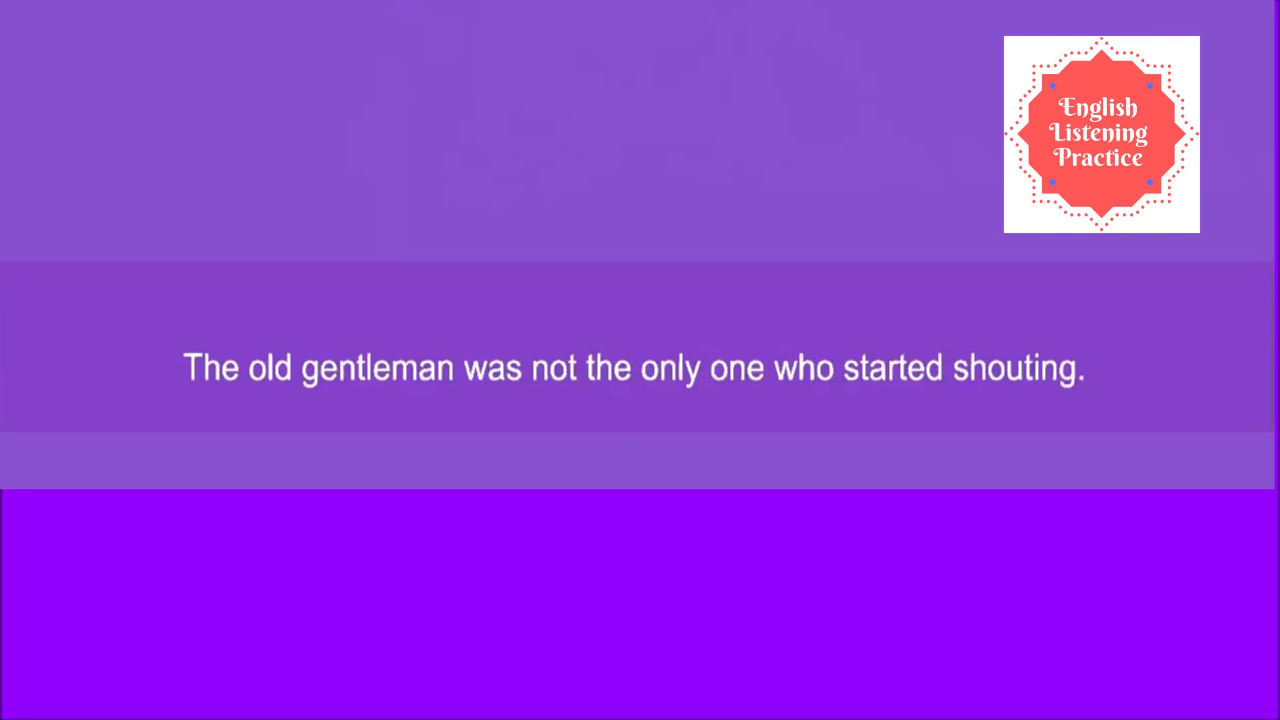 English
Listening
Practice
The old gentleman was not the only one who started shouting.